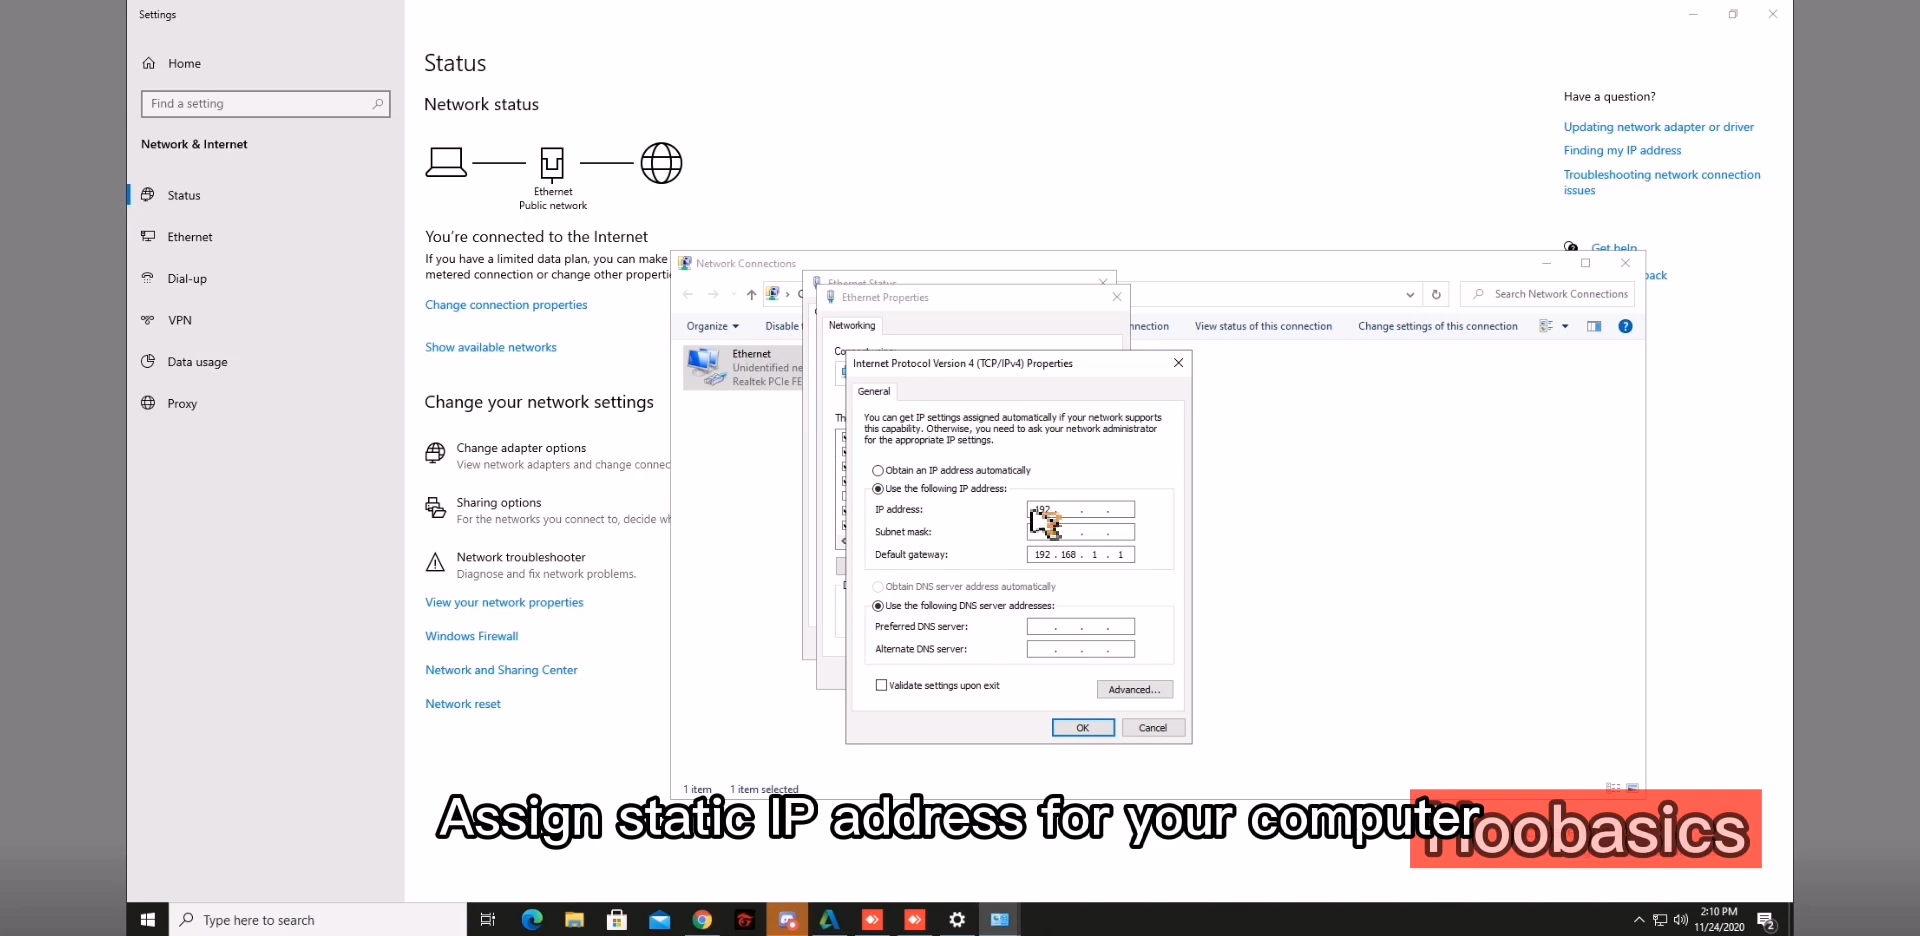 Settings
Home
Find a setting
Network & Internet
Status
Ethernet
Dial-up
VPN
Data usage
Proxy
Status
Network status
Ethernet
Public network
You're connected to the Internet
If you have a limited data plan, you can make
metered connection or change other
Change connection properties
Show available networks
Change your network settings
Change adapter options
View network adapters and change
Sharing options
For the networks you connect to, decide
Network troubleshooter
Diagnose and fix network problems.
View your network properties
Windows Firewall
Network and Sharing Center
Network reset
Have a question?
Updating network adapter or driver
Finding my IP address
Troubleshooting network connection
issues
Get help
Network Connections
Search Network Connections
Organize
View status of this connection
Change settings of this connection
Ethernet
Unidentified
Realtek PCIe
1 item
1 item selected
Ethernet Status
Ethernet Properties
Networking
Internet Protocol Version 4 (TCP/IPv4) Properties
General
You can get IP settings assigned automatically if your network supports
this capability. Otherwise, you need to ask your network administrator
for the appropriate IP settings.
Obtain an IP address automatically
Use the following IP address:
IP address: 192 . . .
Subnet mask: . . .
Default gateway: 192 . 168 . 1 . 1
Obtain DNS server address automatically
Use the following DNS server addresses:
Preferred DNS server: . . .
Alternate DNS server: . . .
Validate settings upon exit
Advanced...
OK
Cancel
Assign static IP address for your computer
Type here to search
2:10 PM
11/24/2020
2